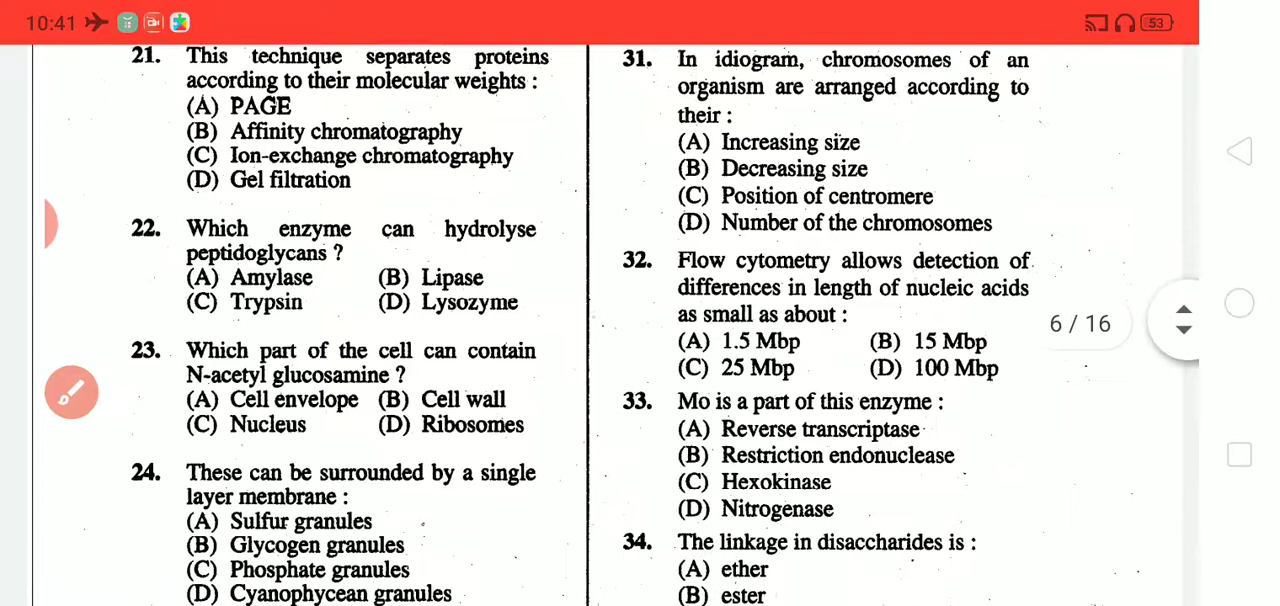 10:41
53
21. This technique separates proteins
according to their molecular weights :
(A) PAGE
(B) Affinity chromatography
(C) Ion-exchange chromatography
(D) Gel filtration
22. Which enzyme can hydrolyse
peptidoglycans ?
(A) Amylase (B) Lipase
(C) Trypsin (D) Lysozyme
23. Which part of the cell can contain
N-acetyl glucosamine ?
(A) Cell envelope (B) Cell wall
(C) Nucleus (D) Ribosomes
24. These can be surrounded by a single
layer membrane :
(A) Sulfur granules
(B) Glycogen granules
(C) Phosphate granules
(D) Cyanophycean granules
31. In idiogram, chromosomes of an
organism are arranged according to
their :
(A) Increasing size
(B) Decreasing size
(C) Position of centromere
(D) Number of the chromosomes
32. Flow cytometry allows detection of
differences in length of nucleic acids
as small as about :
(A) 1.5 Mbp (B) 15 Mbp
(C) 25 Mbp (D) 100 Mbp
33. Mo is a part of this enzyme :
(A) Reverse transcriptase
(B) Restriction endonuclease
(C) Hexokinase
(D) Nitrogenase
34. The linkage in disaccharides is :
(A) ether
(B) ester
6 / 16